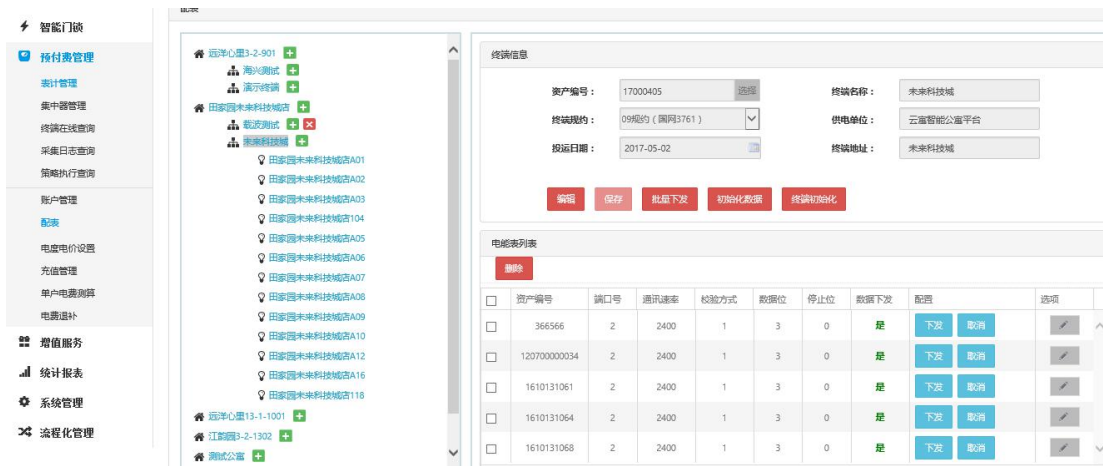 配表
智能门锁
预付费管理
表计管理
集中器管理
终端在线查询
采集日志查询
策略执行查询
账户管理
配表
电度电价设置
充值管理
单户电费测算
电费退补
增值服务
统计报表
系统管理
流程化管理
远洋心里3-2-901
海兴测试
演示终端
田家园未来科技城店
载波测试
未来科技城
田家园未来科技城店A01
田家园未来科技城店A02
田家园未来科技城店A03
田家园未来科技城店104
田家园未来科技城店A05
田家园未来科技城店A06
田家园未来科技城店A07
田家园未来科技城店A08
田家园未来科技城店A09
田家园未来科技城店A10
田家园未来科技城店A12
田家园未来科技城店A16
田家园未来科技城店118
远洋心里13-1-1001
江韵园3-2-1302
测试公寓
终端信息
资产编号： 17000405 选择 终端名称： 未来科技城
终端规约： 09规约（国网3761） 供电单位： 云寓智能公寓平台
投运日期： 2017-05-02 终端地址： 未来科技城
编辑 保存 批量下发 初始化数据 终端初始化
电能表列表
删除
资产编号 端口号 通讯速率 校验方式 数据位 停止位 数据下发 配置 选项
366566 2 2400 1 3 0 是 下发 取消
120700000034 2 2400 1 3 0 是 下发 取消
1610131061 2 2400 1 3 0 是 下发 取消
1610131064 2 2400 1 3 0 是 下发 取消
1610131068 2 2400 1 3 0 是 下发 取消